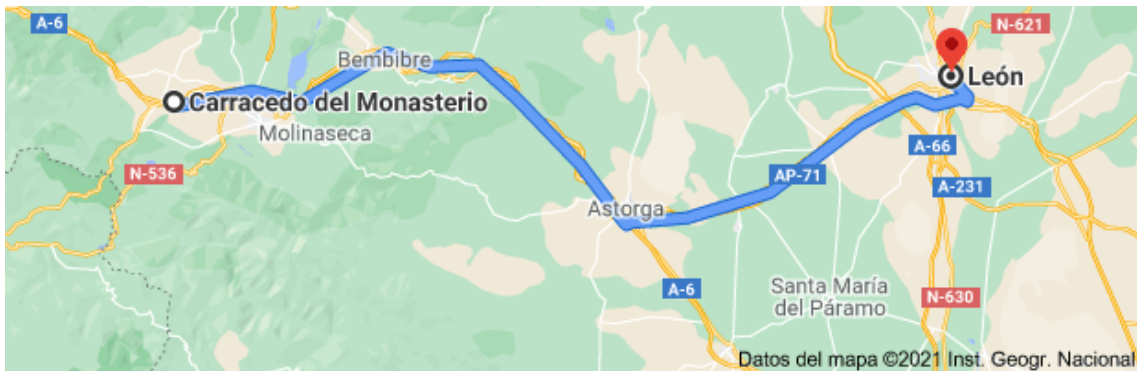 A-6
N-621
Bembibre
León
Carracedo del Monasterio
Molinaseca
A-66
N-536
AP-71
A-231
Astorga
A-6
Santa María
del Páramo
N-630
Datos del mapa ©2021 Inst. Geogr. Nacional